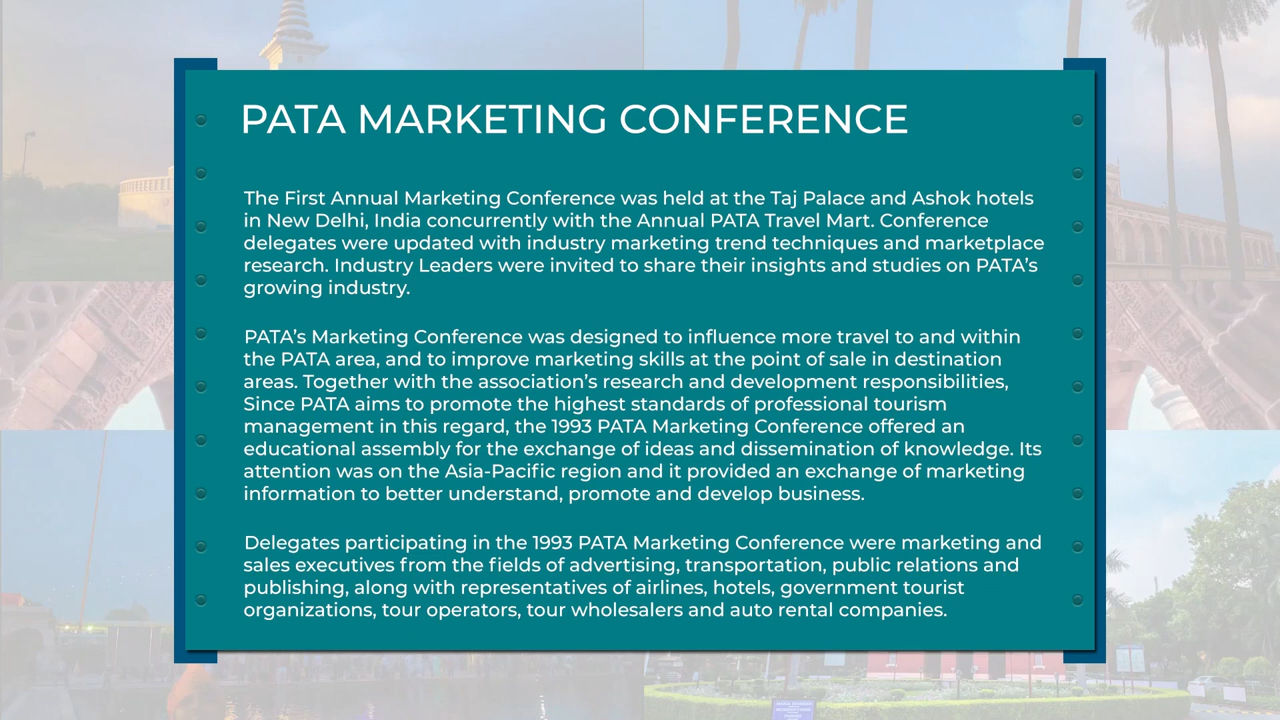 PATA MARKETING CONFERENCE
The First Annual Marketing Conference was held at the Taj Palace and Ashok hotels
in New Delhi, India concurrently with the Annual PATA Travel Mart. Conference
delegates were updated with industry marketing trend techniques and marketplace
research. Industry Leaders were invited to share their insights and studies on PATA’s
growing industry.
PATA’s Marketing Conference was designed to influence more travel to and within
the PATA area, and to improve marketing skills at the point of sale in destination
areas. Together with the association’s research and development responsibilities,
Since PATA aims to promote the highest standards of professional tourism
management in this regard, the 1993 PATA Marketing Conference offered an
educational assembly for the exchange of ideas and dissemination of knowledge. Its
attention was on the Asia-Pacific region and it provided an exchange of marketing
information to better understand, promote and develop business.
Delegates participating in the 1993 PATA Marketing Conference were marketing and
sales executives from the fields of advertising, transportation, public relations and
publishing, along with representatives of airlines, hotels, government tourist
organizations, tour operators, tour wholesalers and auto rental companies.